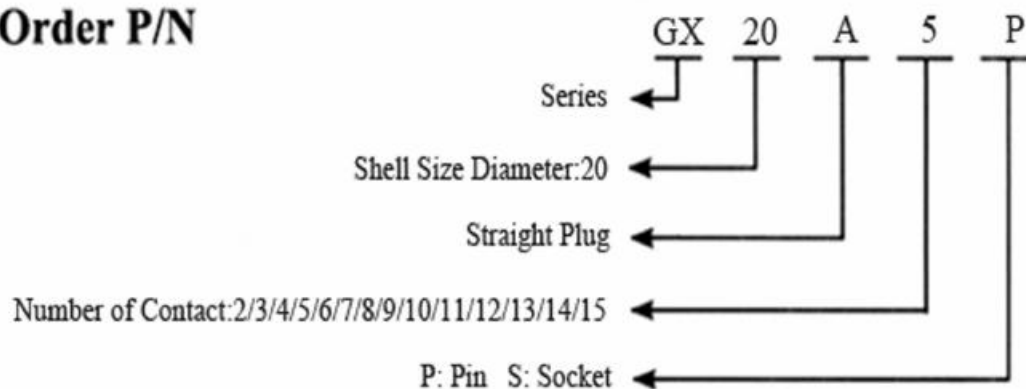 Order P/N
GX 20 A 5 P
Series
Shell Size Diameter:20
Straight Plug
Number of Contact:2/3/4/5/6/7/8/9/10/11/12/13/14/15
P: Pin S: Socket